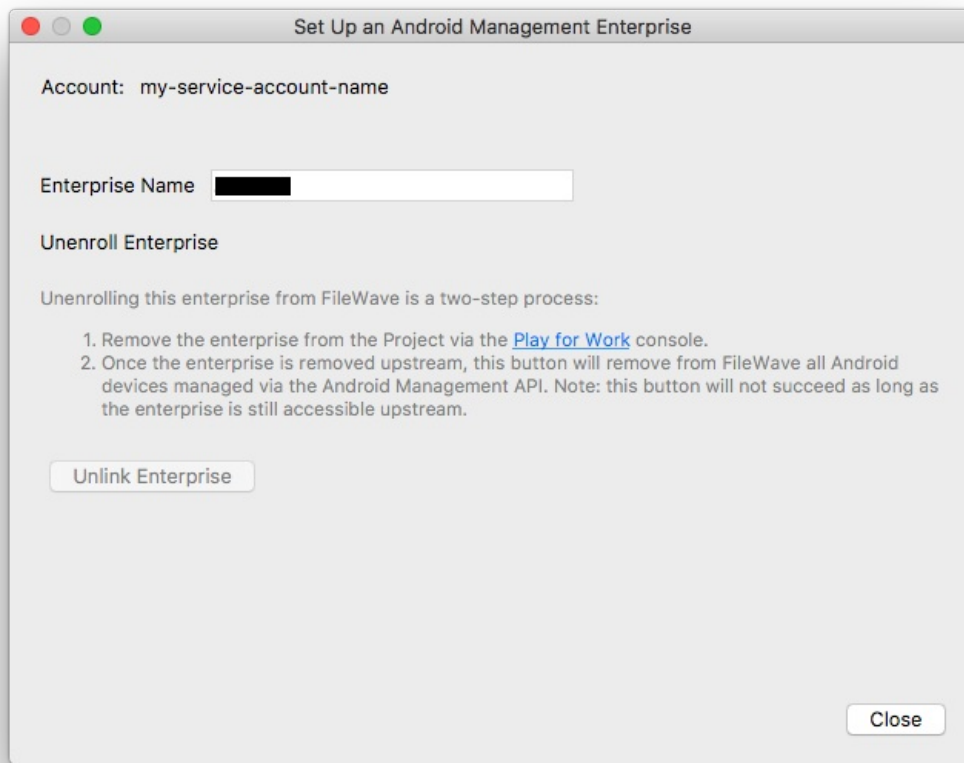 Set Up an Android Management Enterprise
Account: my-service-account-name
Enterprise Name
Unenroll Enterprise
Unenrolling this enterprise from FileWave is a two-step process:
1. Remove the enterprise from the Project via the Play for Work console.
2. Once the enterprise is removed upstream, this button will remove from FileWave all Android
devices managed via the Android Management API. Note: this button will not succeed as long as
the enterprise is still accessible upstream.
Unlink Enterprise
Close